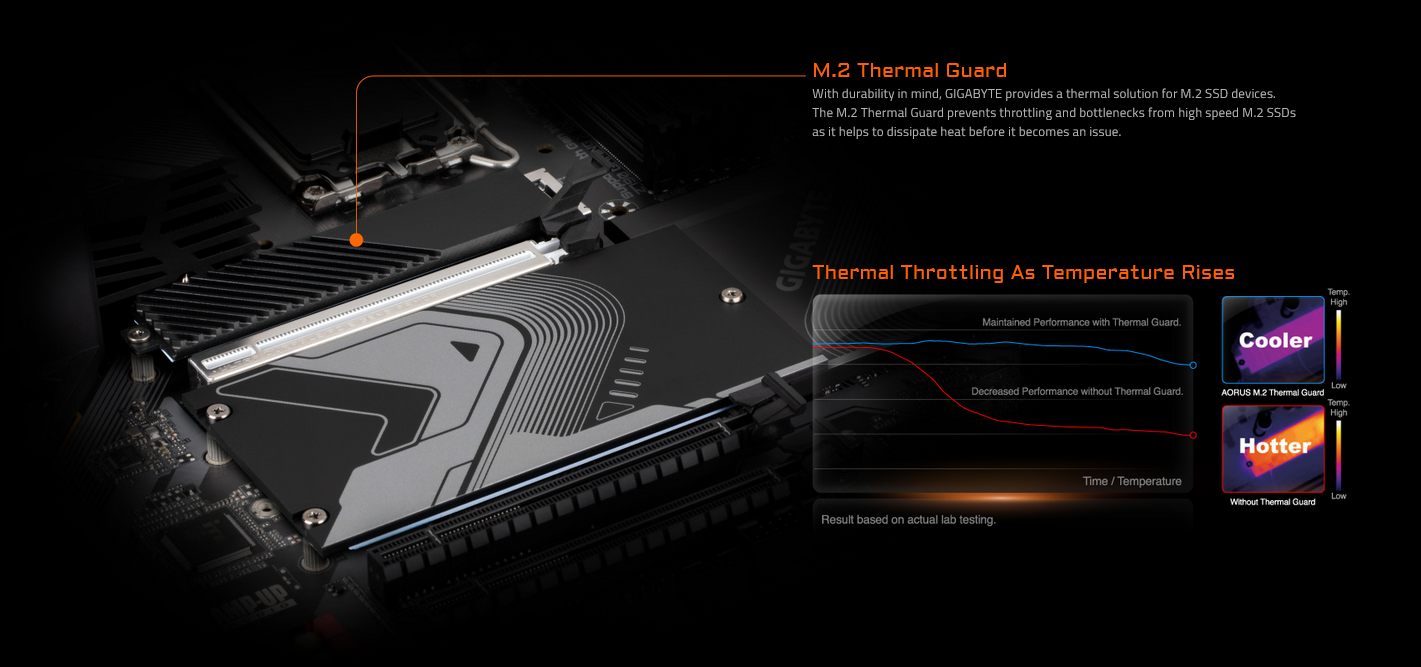 M.2 Thermal Guard
With durability in mind, GIGABYTE provides a thermal solution for M.2 SSD devices.
The M.2 Thermal Guard prevents throttling and bottlenecks from high speed M.2 SSDs
as it helps to dissipate heat before it becomes an issue.
GIGABYTE
Thermal Throttling As Temperature Rises
Maintained Performance with Thermal Guard.
Decreased Performance without Thermal Guard.
Time / Temperature
Result based on actual lab testing.
Temp.
High
Cooler
Low
AORUS M.2 Thermal Guard
Temp.
High
Hotter
Low
Without Thermal Guard